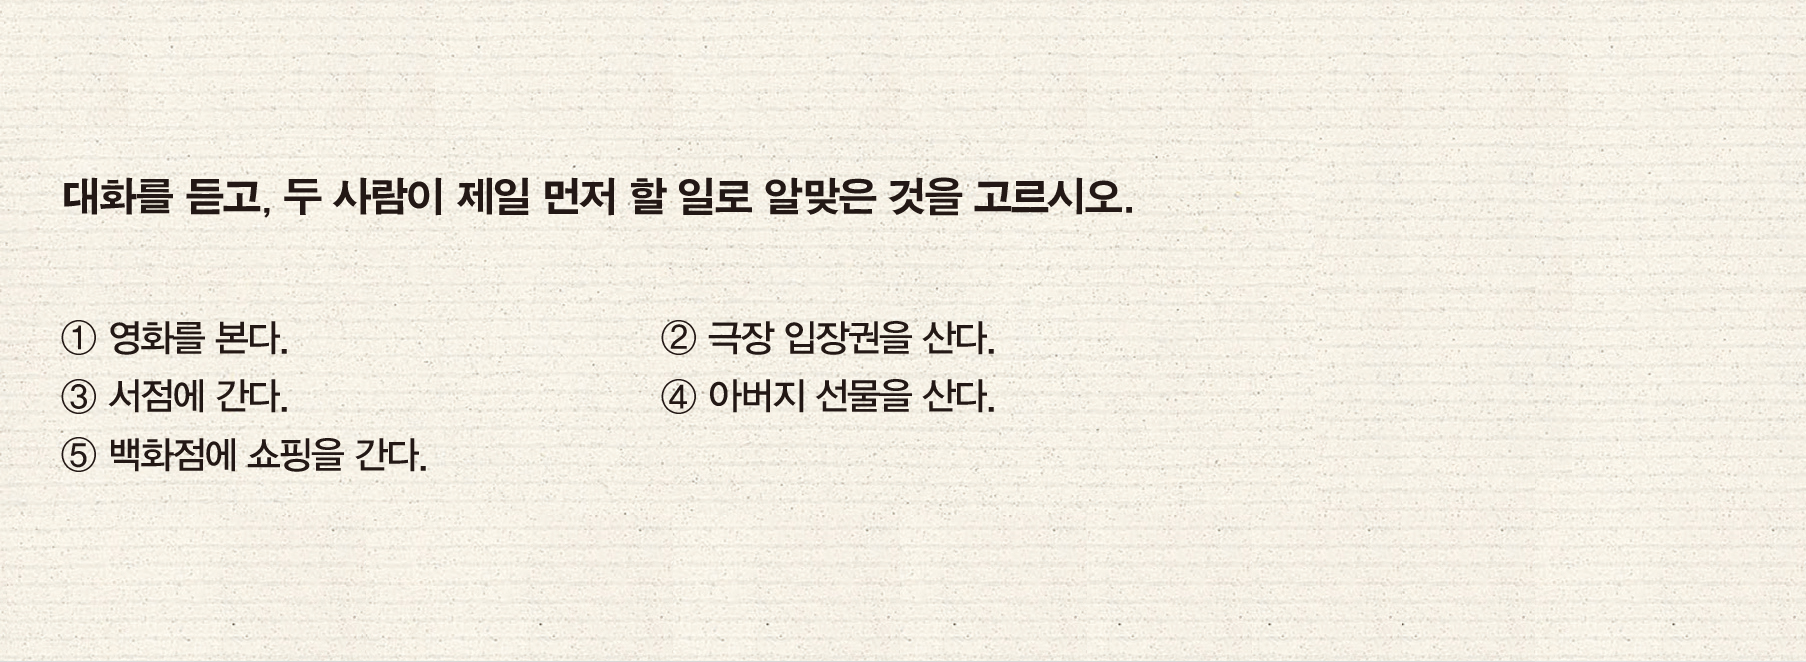 대화를 듣고, 두 사람이 제일 먼저 할 일로 알맞은 것을 고르시오.
① 영화를 본다. ② 극장 입장권을 산다.
③ 서점에 간다. ④ 아버지 선물을 산다.
⑤ 백화점에 쇼핑을 간다.